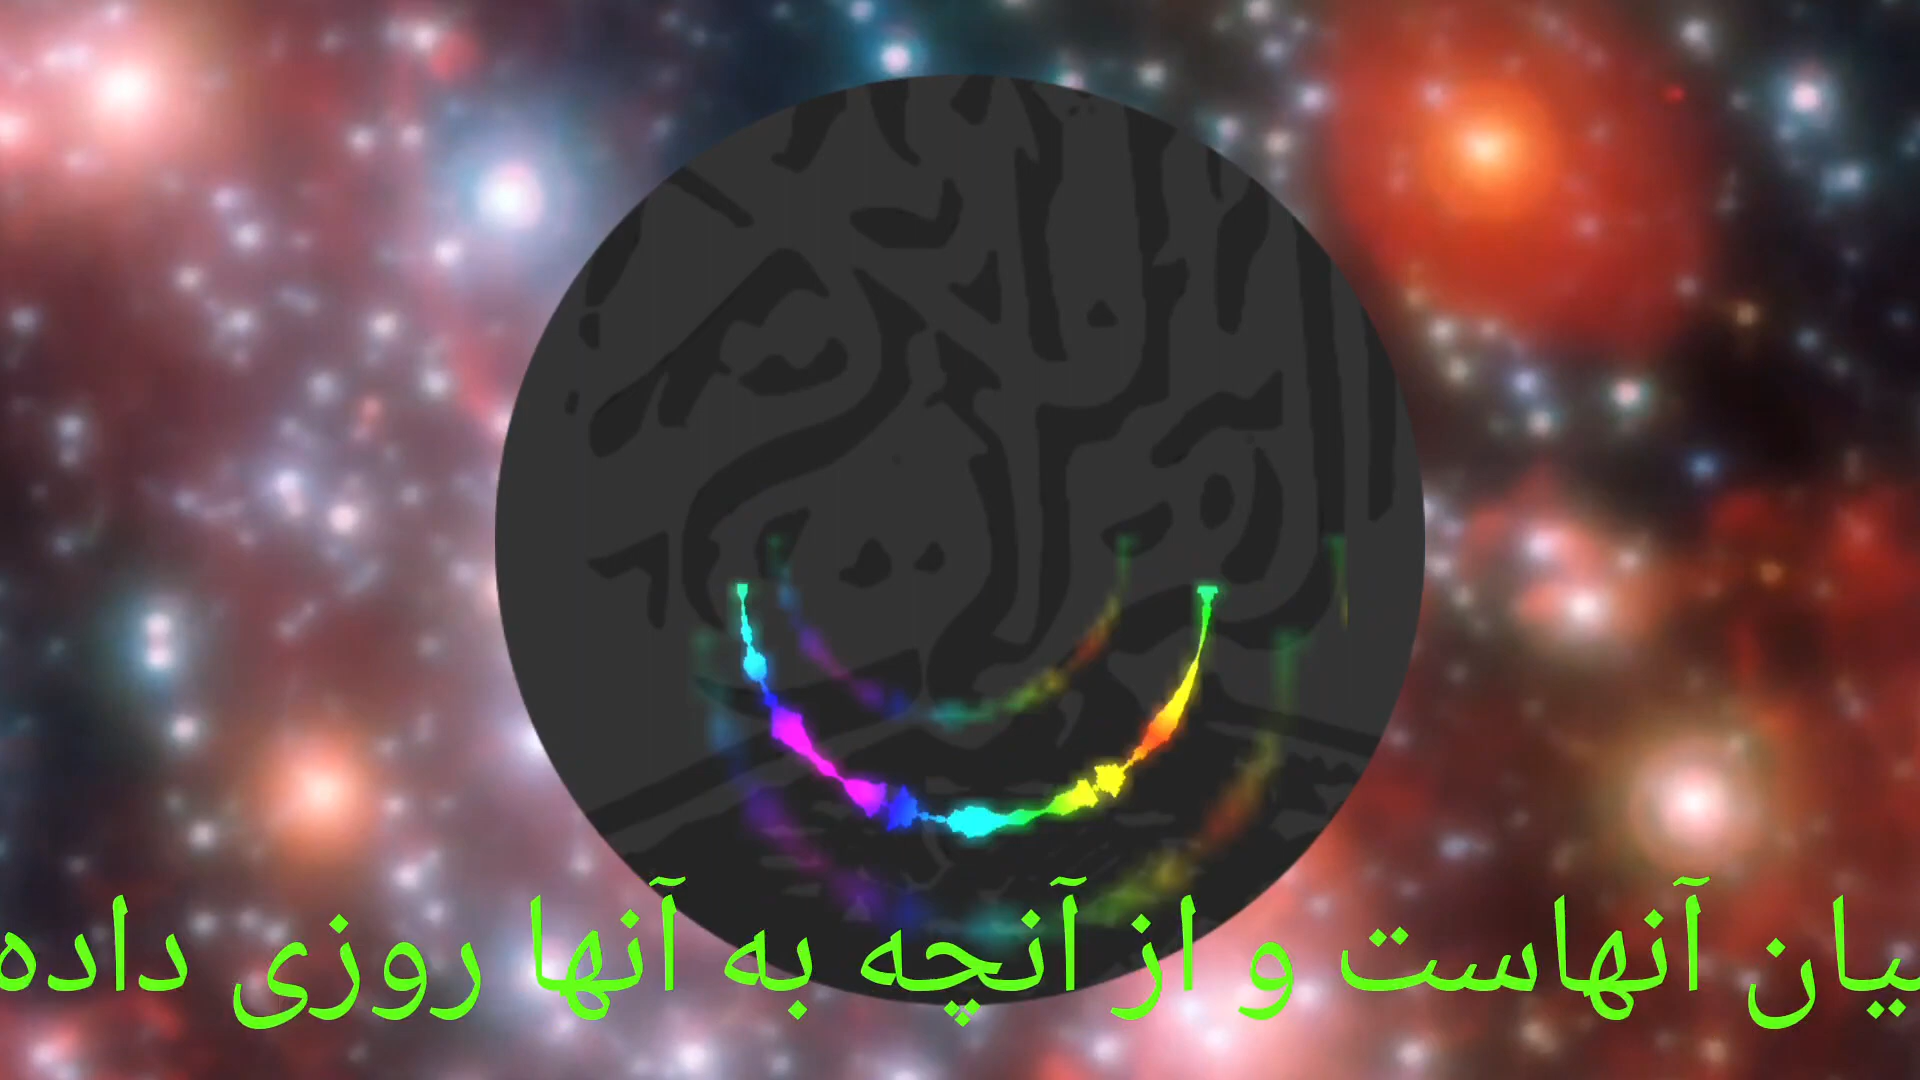 یان آنهاست و از آنچه به آنها روزی داده